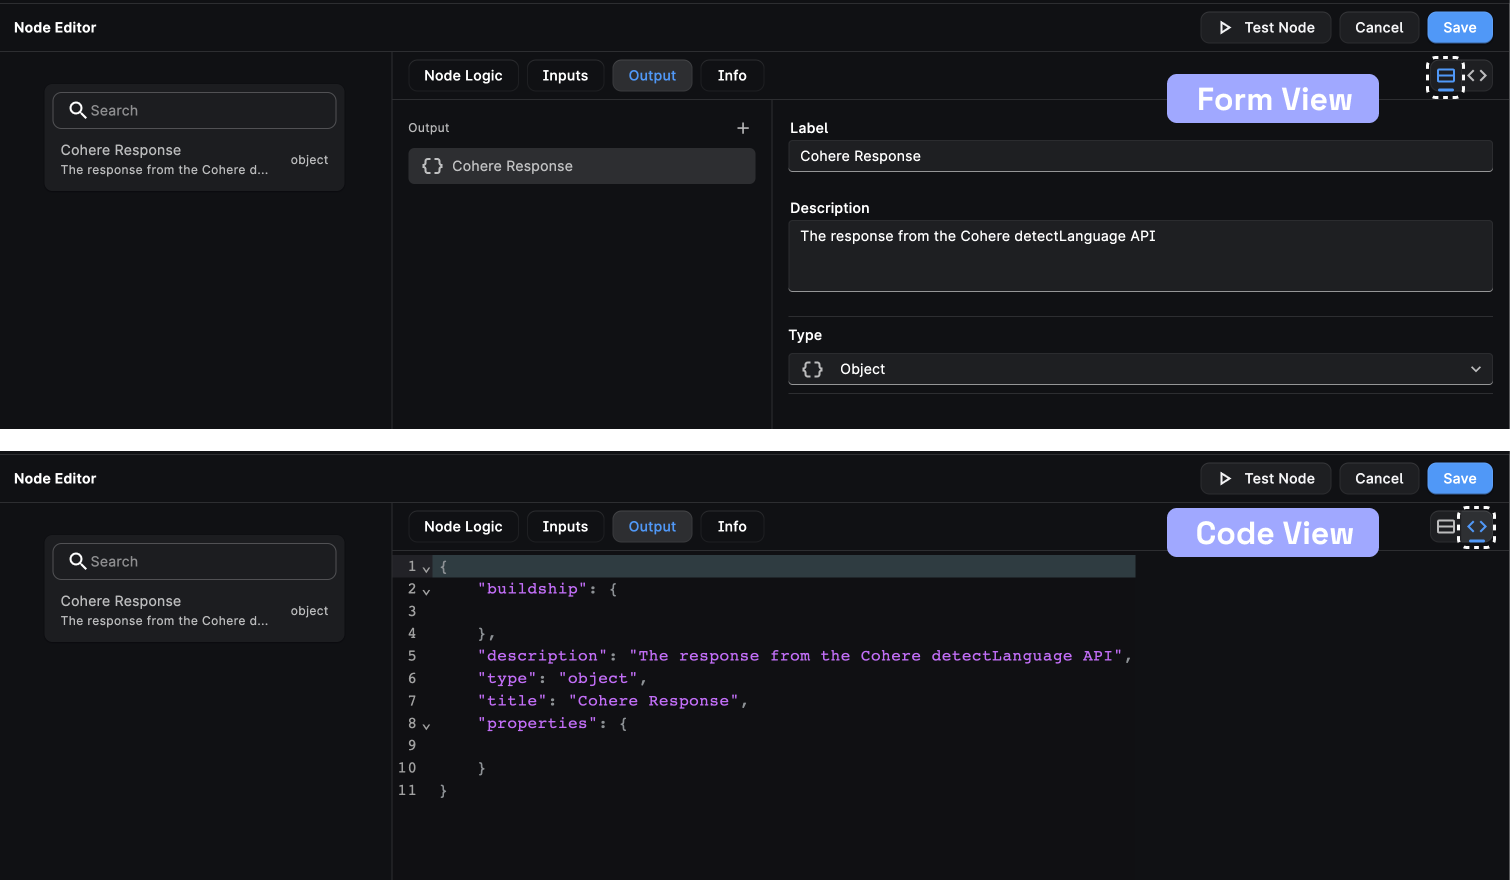 Node Editor
Test Node
Cancel
Save
Node Logic
Inputs
Output
Info
Form View
Search
Cohere Response
The response from the Cohere d...
object
Output
Cohere Response
Label
Cohere Response
Description
The response from the Cohere detectLanguage API
Type
Object
Node Editor
Test Node
Cancel
Save
Node Logic
Inputs
Output
Info
Code View
Search
Cohere Response
The response from the Cohere d...
object
1 {
2 "buildship": {
3
4 },
5 "description": "The response from the Cohere detectLanguage API",
6 "type": "object",
7 "title": "Cohere Response",
8 "properties": {
9
10 }
11 }